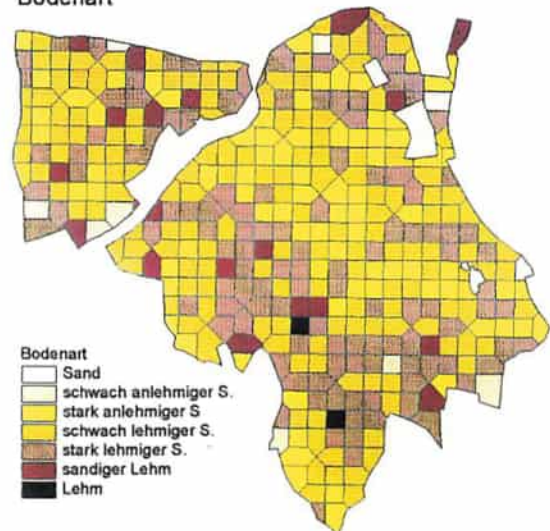 Bodenart
Bodenart
Sand
schwach anlehmiger S.
stark anlehmiger S
schwach lehmiger S.
stark lehmiger S.
sandiger Lehm
Lehm